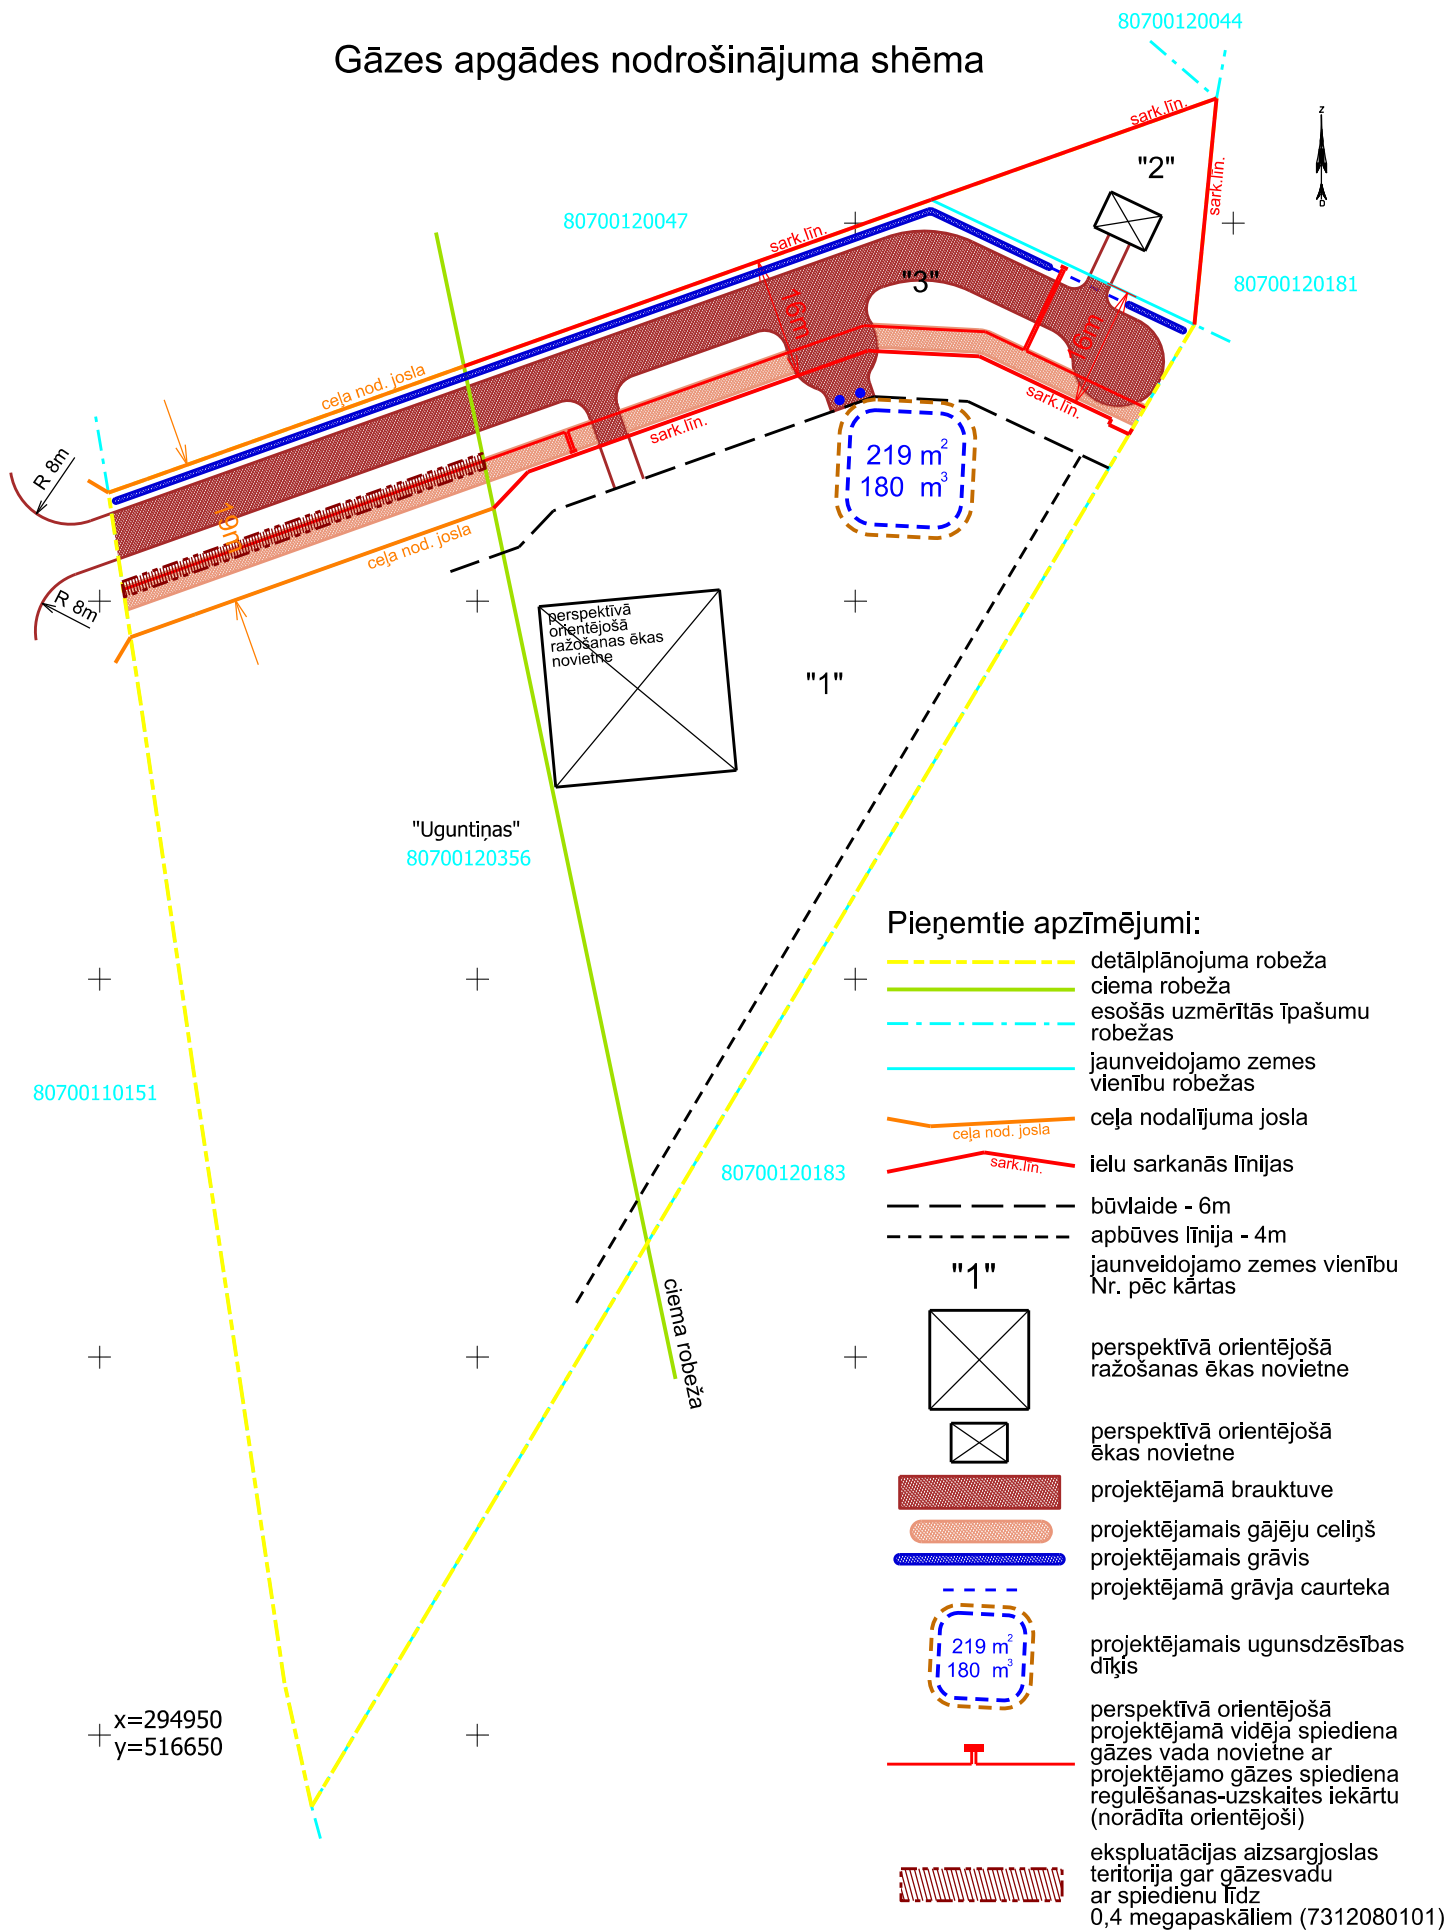 80700120044
Gāzes apgādes nodrošinājuma shēma
z
sark.līn.
"2"
sark.līn.
80700120047
sark.līn.
"3"
80700120181
16m
16m
ceļa nod. josla
sark.līn.
sark.līn.
R 8m
219 m²
180 m³
19m
ceļa nod. josla
R 8m
D
perspektīvā
orientējošā
ražošanas ēkas
novietne
"1"
"Uguntiņas"
80700120356
80700110151
80700120183
ciema robeža
x=294950
y=516650
Pieņemtie apzīmējumi:
detālplānojuma robeža
ciema robeža
esošās uzmērītās īpašumu
robežas
jaunveidojamo zemes
vienību robežas
ceļa nodalījuma josla
ceļa nod. josla
ielu sarkanās līnijas
sark.līn.
būvlaide - 6m
apbūves līnija - 4m
"1"
jaunveidojamo zemes vienību
Nr. pēc kārtas
perspektīvā orientējošā
ražošanas ēkas novietne
perspektīvā orientējošā
ēkas novietne
projektējamā brauktuve
projektējamais gājēju celiņš
projektējamais grāvis
projektējamā grāvja caurteka
219 m²
180 m³
projektējamais ugunsdzēsības
dīķis
perspektīvā orientējošā
projektējamā vidēja spiediena
gāzes vada novietne ar
projektējamo gāzes spiediena
regulēšanas-uzskaites iekārtu
(norādīta orientējoši)
ekspluatācijas aizsargjoslas
teritorija gar gāzesvadu
ar spiedienu līdz
0,4 megapaskāliem (7312080101)